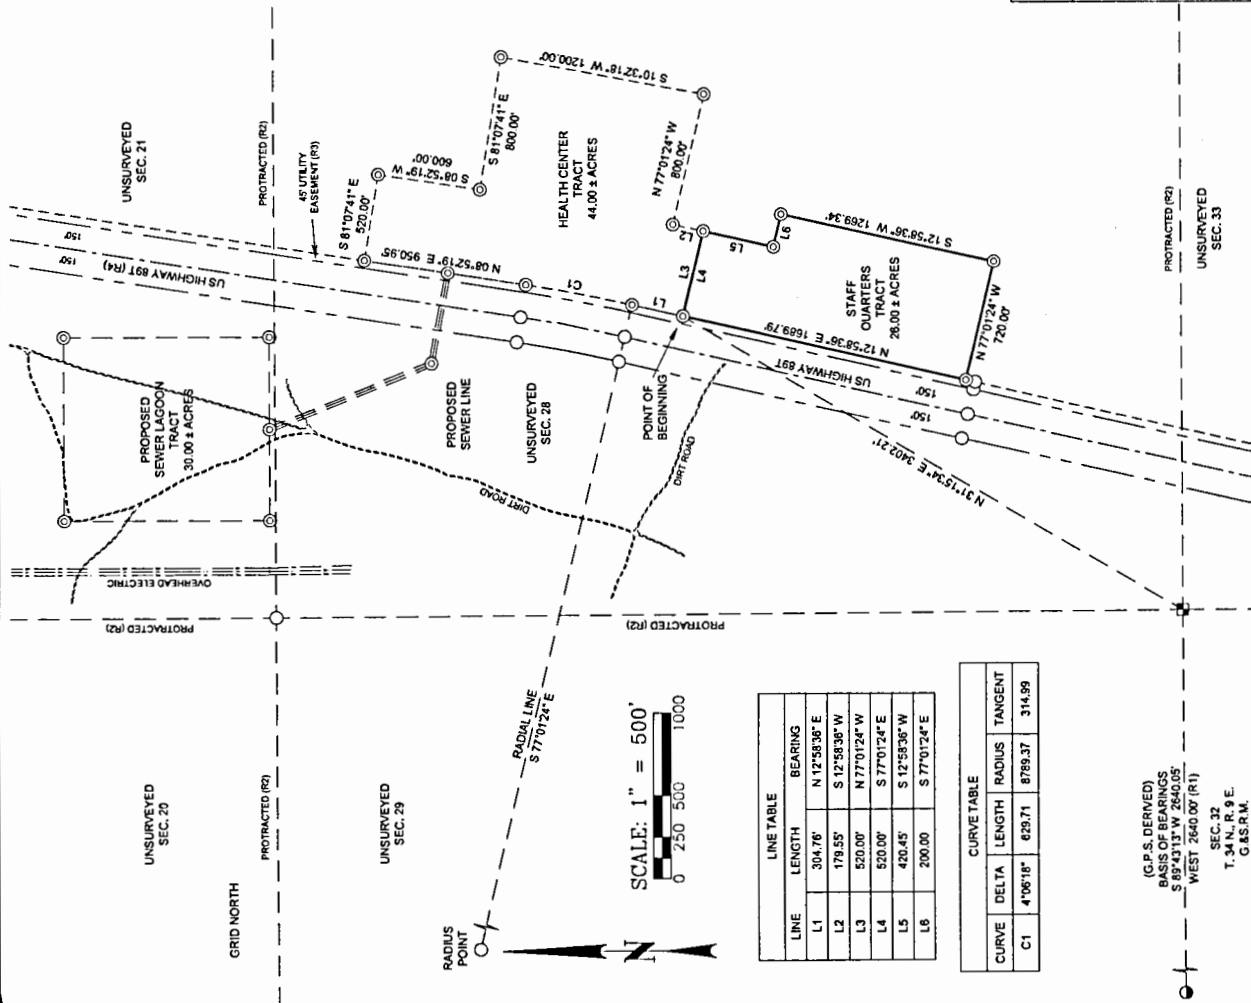 UNSURVEYED
SEC. 21
PROTRACTED (R2)
45' UTILITY
EASEMENT (R3)
150'
150'
US HIGHWAY 89T (R4)
S 81°07'41" E
520.00'
S 08°52'19" W
600.00'
S 81°07'41" E
800.00'
S 10°32'18" W 1200.00'
N 08°52'19" E 950.95'
HEALTH CENTER
TRACT
44.00 ± ACRES
N 77°01'24" W
800.00'
C1
L1
L2
L3
L4
L5
L6
S 12°58'36" W 1269.34'
STAFF
QUARTERS
TRACT
26.00 ± ACRES
N 12°58'36" E 1689.79'
N 77°01'24" W
720.00'
US HIGHWAY 89T
150'
150'
PROTRACTED (R2)
UNSURVEYED
SEC. 33
PROPOSED
SEWER LAGOON
TRACT
30.00 ± ACRES
PROPOSED
SEWER LINE
UNSURVEYED
SEC. 28
POINT OF
BEGINNING
DIRT ROAD
DIRT ROAD
N 31°15'34" E 3402.21'
OVERHEAD ELECTRIC
PROTRACTED (R2)
PROTRACTED (R2)
RADIAL LINE
S 77°01'24" E
UNSURVEYED
SEC. 20
PROTRACTED (R2)
UNSURVEYED
SEC. 29
GRID NORTH
RADIUS
POINT
N
SCALE: 1" = 500'
0 250 500 1000
LINE TABLE
LINE LENGTH BEARING
L1 304.76' N 12°58'36" E
L2 179.55' S 12°58'36" W
L3 520.00' N 77°01'24" W
L4 520.00' S 77°01'24" E
L5 420.45' S 12°58'36" W
L6 200.00 S 77°01'24" E
CURVE TABLE
CURVE DELTA LENGTH RADIUS TANGENT
C1 4°06'18" 629.71 8789.37 314.99
(G.P.S. DERIVED)
BASIS OF BEARINGS
S 89°43'13" W 2640.05'
WEST 2640.00' (R1)
SEC. 32
T. 34 N., R. 9 E.
G.&S.R.M.